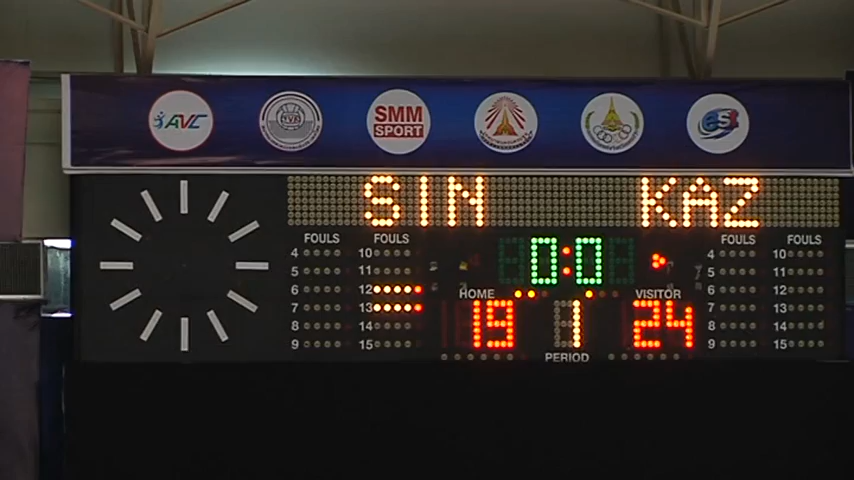 AVC SMM SPORT est
SIN KAZ
FOULS FOULS 0:0 FOULS FOULS
4 10 4 10
5 11 5 11
6 12 HOME VISITOR 6 12
7 13 19 1 24 7 13
8 14 8 14
9 15 PERIOD 9 15